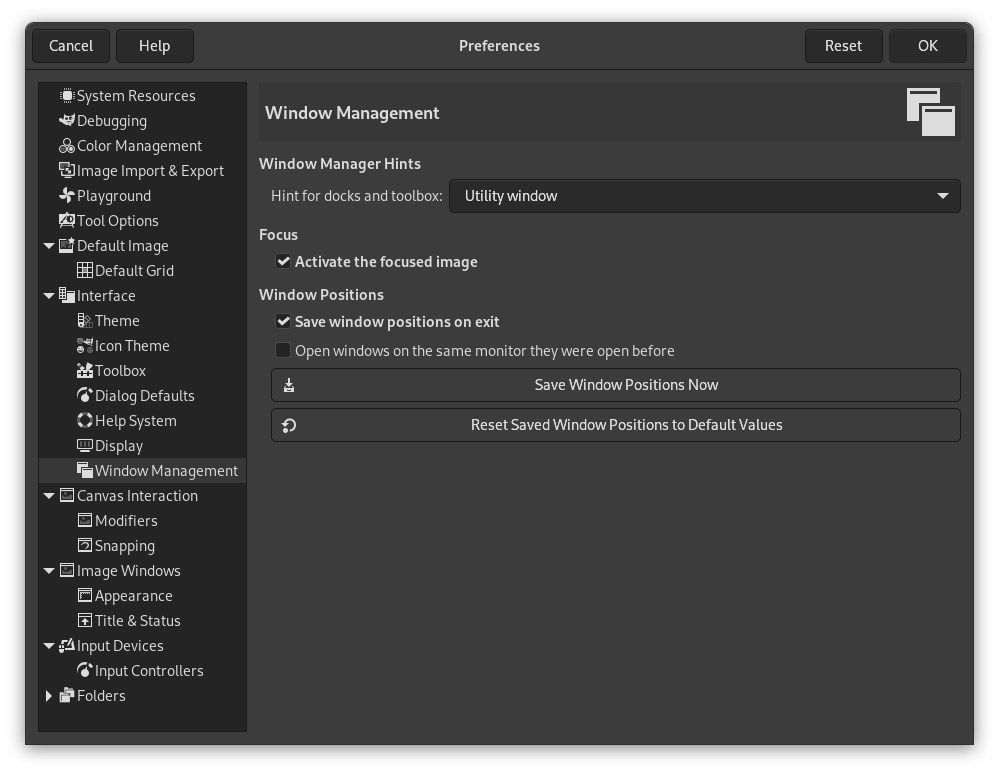 Cancel
Help
Preferences
Reset
OK
System Resources
Debugging
Color Management
Image Import & Export
Playground
Tool Options
Default Image
Default Grid
Interface
Theme
Icon Theme
Toolbox
Dialog Defaults
Help System
Display
Window Management
Canvas Interaction
Modifiers
Snapping
Image Windows
Appearance
Title & Status
Input Devices
Input Controllers
Folders
Window Management
Window Manager Hints
Hint for docks and toolbox: Utility window
Focus
Activate the focused image
Window Positions
Save window positions on exit
Open windows on the same monitor they were open before
Save Window Positions Now
Reset Saved Window Positions to Default Values